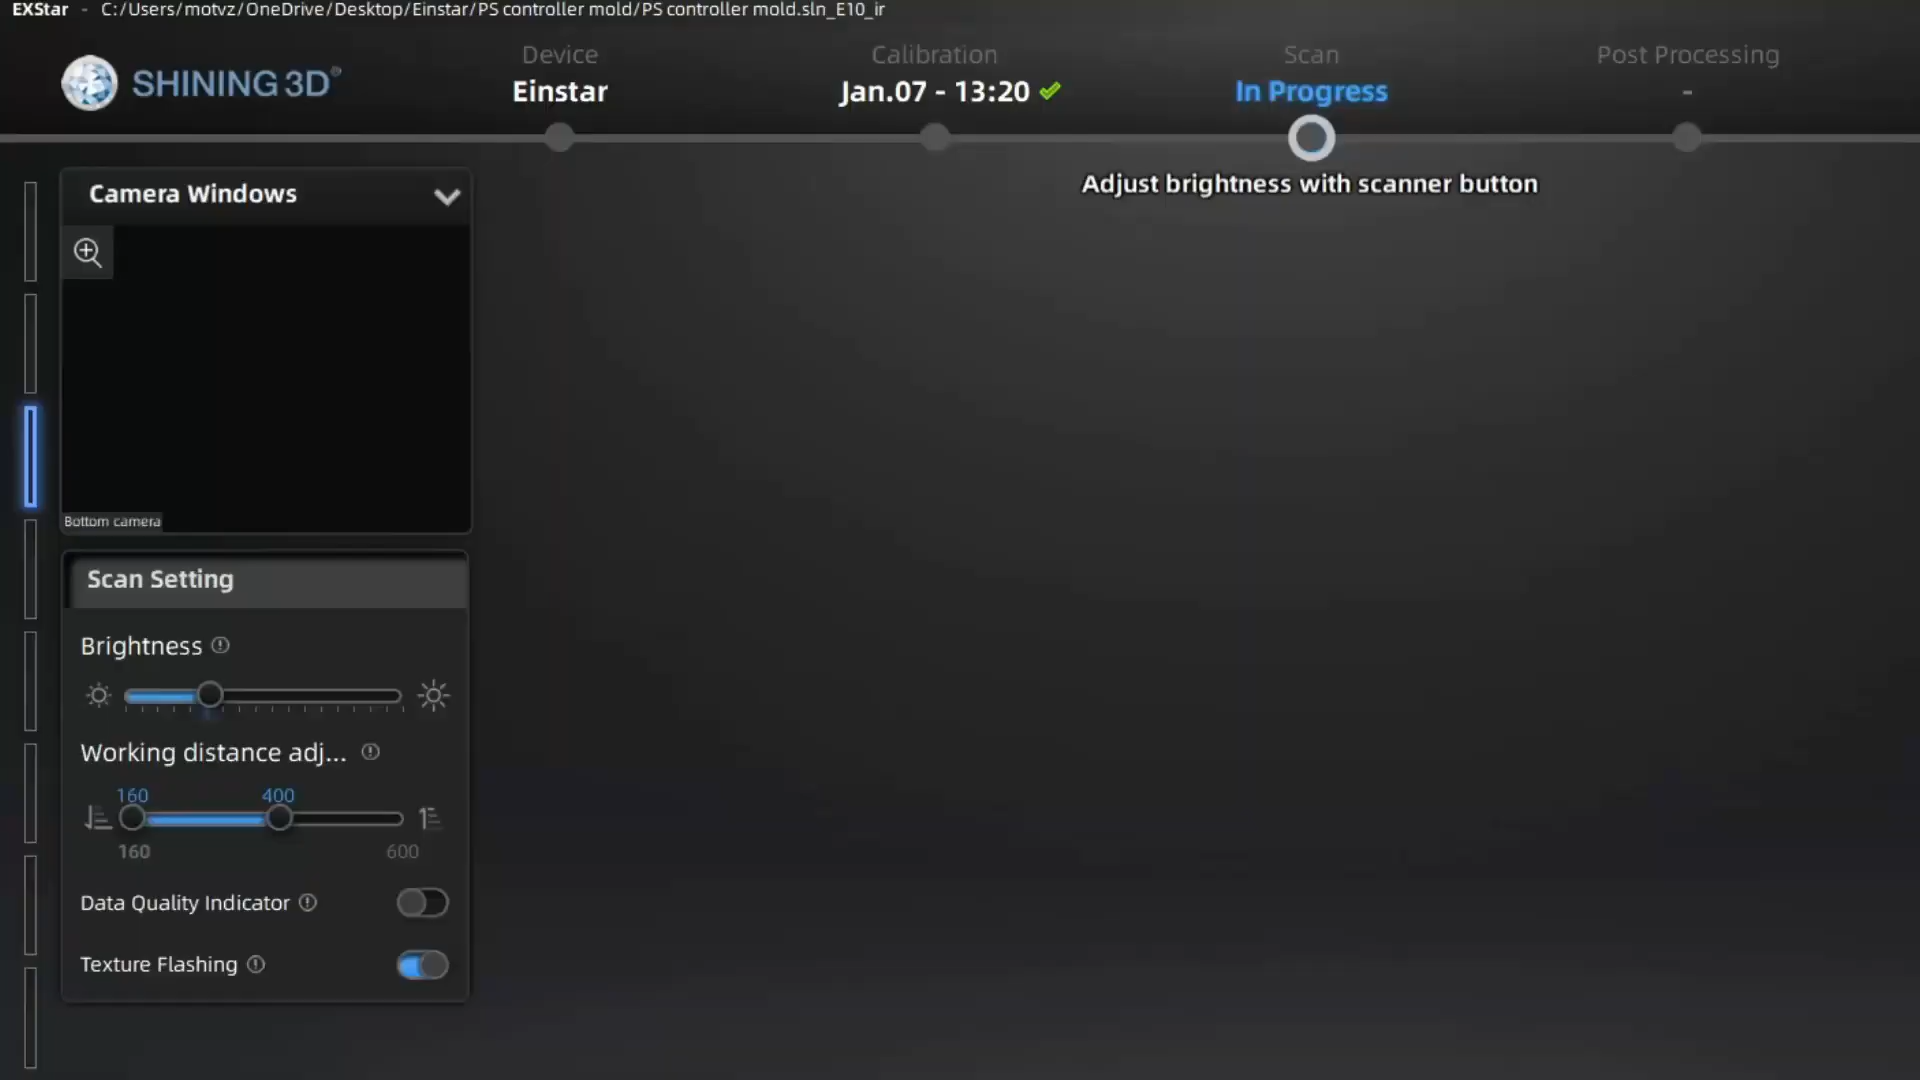 EXStar - C:/Users/motvz/OneDrive/Desktop/Einstar/PS controller mold/PS controller mold.sln_E10_ir
SHINING 3D®
Device
Einstar
Calibration
Jan.07 - 13:20
Scan
In Progress
Post Processing
-
Adjust brightness with scanner button
Camera Windows
Bottom camera
Scan Setting
Brightness
Working distance adj...
160 400
160 600
Data Quality Indicator
Texture Flashing